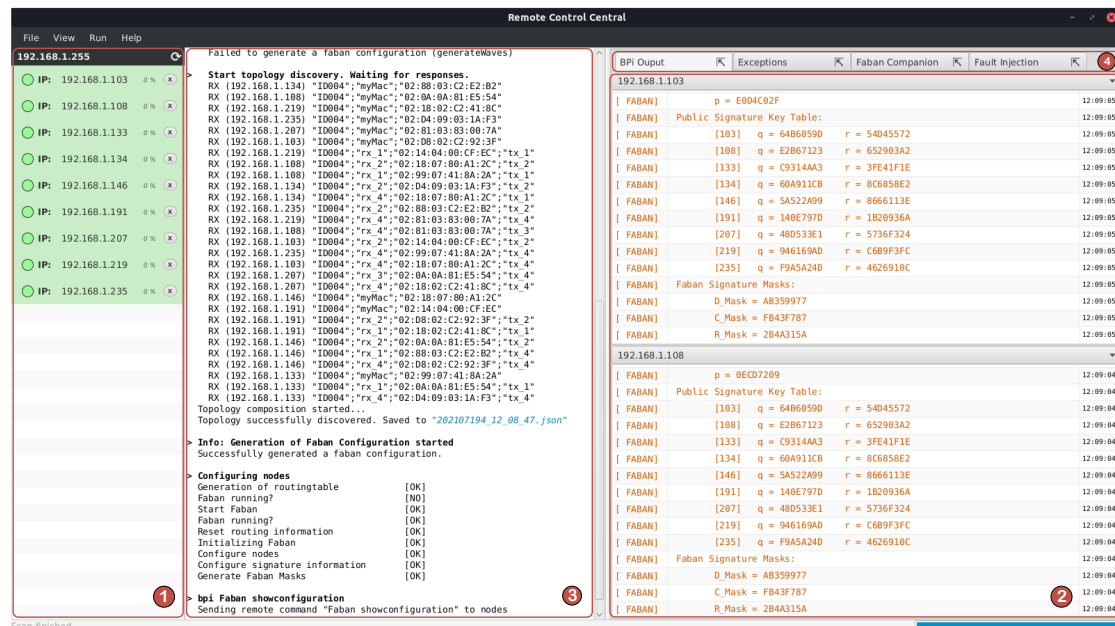 Remote Control Central
File View Run Help
192.168.1.255
IP: 192.168.1.103 0 % x
IP: 192.168.1.108 0 % x
IP: 192.168.1.133 0 % x
IP: 192.168.1.134 0 % x
IP: 192.168.1.146 0 % x
IP: 192.168.1.191 0 % x
IP: 192.168.1.207 0 % x
IP: 192.168.1.219 0 % x
IP: 192.168.1.235 0 % x
1
Failed to generate a faban configuration (generateWaves)
> Start topology discovery. Waiting for responses.
RX (192.168.1.134) "ID004";"myMac";"02:88:03:C2:E2:B2"
RX (192.168.1.108) "ID004";"myMac";"02:0A:0A:81:E5:54"
RX (192.168.1.219) "ID004";"myMac";"02:18:02:C2:41:8C"
RX (192.168.1.235) "ID004";"myMac";"02:D4:09:03:1A:F3"
RX (192.168.1.207) "ID004";"myMac";"02:81:03:83:00:7A"
RX (192.168.1.103) "ID004";"myMac";"02:D8:02:C2:92:3F"
RX (192.168.1.219) "ID004";"rx_1";"02:14:04:00:CF:EC";"tx_1"
RX (192.168.1.108) "ID004";"rx_2";"02:18:07:80:A1:2C";"tx_2"
RX (192.168.1.108) "ID004";"rx_1";"02:99:07:41:8A:2A";"tx_1"
RX (192.168.1.134) "ID004";"rx_2";"02:D4:09:03:1A:F3";"tx_2"
RX (192.168.1.134) "ID004";"rx_4";"02:18:07:80:A1:2C";"tx_1"
RX (192.168.1.235) "ID004";"rx_2";"02:88:03:C2:E2:B2";"tx_2"
RX (192.168.1.219) "ID004";"rx_4";"02:81:03:83:00:7A";"tx_4"
RX (192.168.1.108) "ID004";"rx_4";"02:81:03:83:00:7A";"tx_3"
RX (192.168.1.103) "ID004";"rx_2";"02:14:04:00:CF:EC";"tx_2"
RX (192.168.1.235) "ID004";"rx_4";"02:99:07:41:8A:2A";"tx_4"
RX (192.168.1.103) "ID004";"rx_4";"02:18:07:80:A1:2C";"tx_4"
RX (192.168.1.207) "ID004";"rx_3";"02:0A:0A:81:E5:54";"tx_4"
RX (192.168.1.207) "ID004";"rx_4";"02:18:02:C2:41:8C";"tx_4"
RX (192.168.1.146) "ID004";"myMac";"02:18:07:80:A1:2C"
RX (192.168.1.191) "ID004";"myMac";"02:14:04:00:CF:EC"
RX (192.168.1.191) "ID004";"rx_2";"02:D8:02:C2:92:3F";"tx_2"
RX (192.168.1.191) "ID004";"rx_1";"02:18:02:C2:41:8C";"tx_1"
RX (192.168.1.146) "ID004";"rx_2";"02:0A:0A:81:E5:54";"tx_2"
RX (192.168.1.146) "ID004";"rx_1";"02:88:03:C2:E2:B2";"tx_4"
RX (192.168.1.146) "ID004";"rx_4";"02:D8:02:C2:92:3F";"tx_4"
RX (192.168.1.133) "ID004";"myMac";"02:99:07:41:8A:2A"
RX (192.168.1.133) "ID004";"rx_1";"02:0A:0A:81:E5:54";"tx_1"
RX (192.168.1.133) "ID004";"rx_4";"02:D4:09:03:1A:F3";"tx_4"
Topology composition started...
Topology successfully discovered. Saved to "202107194_12_08_47.json"
> Info: Generation of Faban Configuration started
Successfully generated a faban configuration.
> Configuring nodes
Generation of routingtable [OK]
Faban running? [NO]
Start Faban [OK]
Faban running? [OK]
Reset routing information [OK]
Initializing Faban [OK]
Configure nodes [OK]
Configure signature information [OK]
Generate Faban Masks [OK]
> bpi Faban showconfiguration
Sending remote command "Faban showconfiguration" to nodes
3
BPi Ouput Exceptions Faban Companion Fault Injection 4
192.168.1.103
[ FABAN] p = E0D4C02F 12:09:05
[ FABAN] Public Signature Key Table: 12:09:05
[ FABAN] [103] q = 64B6059D r = 54D45572 12:09:05
[ FABAN] [108] q = E2B67123 r = 652903A2 12:09:05
[ FABAN] [133] q = C9314AA3 r = 3FE41F1E 12:09:05
[ FABAN] [134] q = 60A911CB r = 8C6858E2 12:09:05
[ FABAN] [146] q = 5A522A99 r = 8666113E 12:09:05
[ FABAN] [191] q = 140E797D r = 1B20936A 12:09:05
[ FABAN] [207] q = 48D533E1 r = 5736F324 12:09:05
[ FABAN] [219] q = 946169AD r = C6B9F3FC 12:09:05
[ FABAN] [235] q = F9A5A24D r = 4626910C 12:09:05
[ FABAN] Faban Signature Masks: 12:09:05
[ FABAN] D_Mask = AB359977 12:09:05
[ FABAN] C_Mask = FB43F787 12:09:05
[ FABAN] R_Mask = 2B4A315A 12:09:05
192.168.1.108
[ FABAN] p = 0ECD7209 12:09:04
[ FABAN] Public Signature Key Table: 12:09:04
[ FABAN] [103] q = 64B6059D r = 54D45572 12:09:04
[ FABAN] [108] q = E2B67123 r = 652903A2 12:09:04
[ FABAN] [133] q = C9314AA3 r = 3FE41F1E 12:09:04
[ FABAN] [134] q = 60A911CB r = 8C6858E2 12:09:04
[ FABAN] [146] q = 5A522A99 r = 8666113E 12:09:04
[ FABAN] [191] q = 140E797D r = 1B20936A 12:09:04
[ FABAN] [207] q = 48D533E1 r = 5736F324 12:09:04
[ FABAN] [219] q = 946169AD r = C6B9F3FC 12:09:04
[ FABAN] [235] q = F9A5A24D r = 4626910C 12:09:04
[ FABAN] Faban Signature Masks: 12:09:04
[ FABAN] D_Mask = AB359977 12:09:04
[ FABAN] C_Mask = FB43F787 12:09:04
[ FABAN] R_Mask = 2B4A315A 12:09:04
2
Scan finished